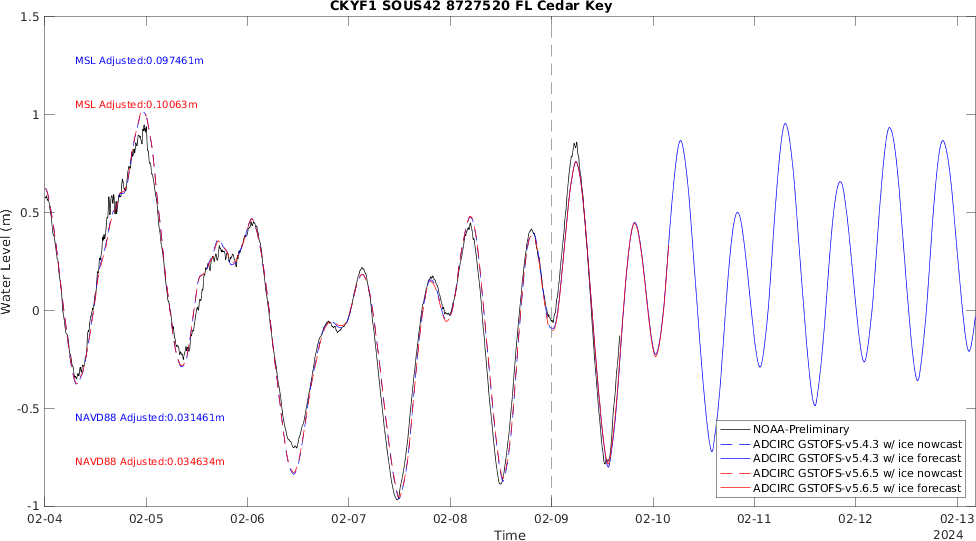 CKYF1 SOUS42 8727520 FL Cedar Key
1.5
1
0.5
0
-0.5
-1
Water Level (m)
MSL Adjusted:0.097461m
MSL Adjusted:0.10063m
NAVD88 Adjusted:0.031461m
NAVD88 Adjusted:0.034634m
NOAA-Preliminary
ADCIRC GSTOFS-v5.4.3 w/ ice nowcast
ADCIRC GSTOFS-v5.4.3 w/ ice forecast
ADCIRC GSTOFS-v5.6.5 w/ ice nowcast
ADCIRC GSTOFS-v5.6.5 w/ ice forecast
02-04 02-05 02-06 02-07 02-08 02-09 02-10 02-11 02-12 02-13
Time
2024